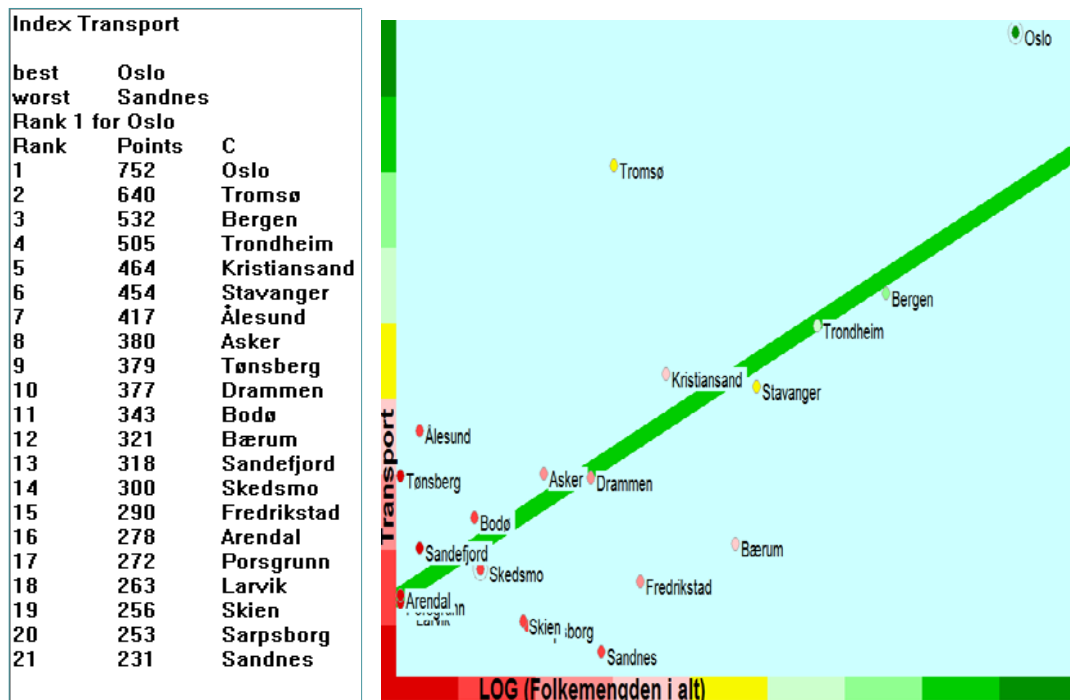 Index Transport
best Oslo
worst Sandnes
Rank 1 for Oslo
Rank Points C
1 752 Oslo
2 640 Tromsø
3 532 Bergen
4 505 Trondheim
5 464 Kristiansand
6 454 Stavanger
7 417 Ålesund
8 380 Asker
9 379 Tønsberg
10 377 Drammen
11 343 Bodø
12 321 Bærum
13 318 Sandefjord
14 300 Skedsmo
15 290 Fredrikstad
16 278 Arendal
17 272 Porsgrunn
18 263 Larvik
19 256 Skien
20 253 Sarpsborg
21 231 Sandnes
Oslo
Tromsø
Bergen
Trondheim
Kristiansand
Stavanger
Ålesund
Tønsberg
Asker
Drammen
Bodø
Bærum
Sandefjord
Skedsmo
Fredrikstad
Arendal
Skien
Sandnes
Transport
LOG (Folkemengden i alt)